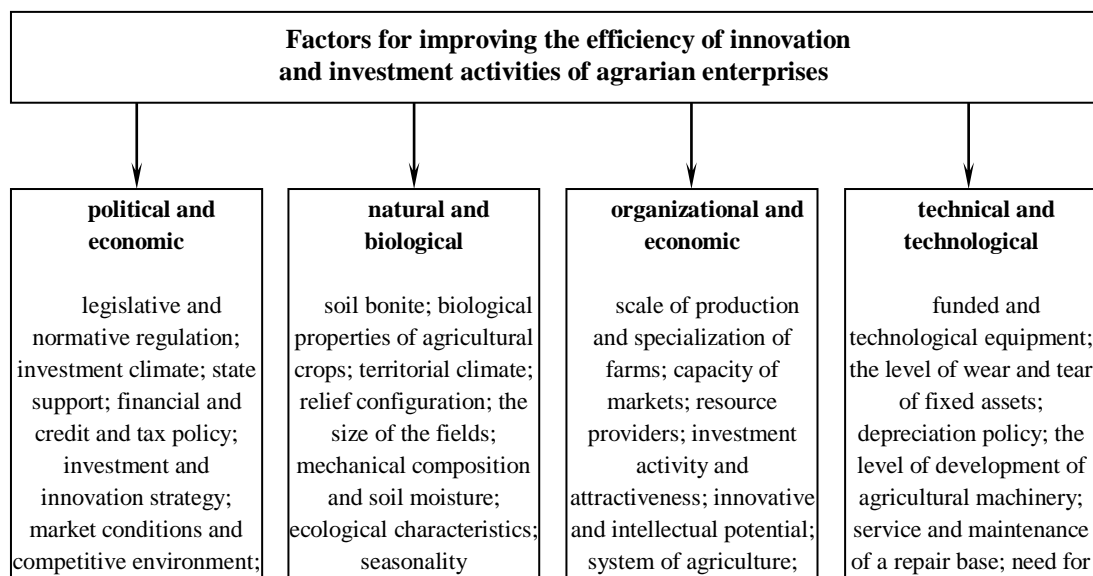 Factors for improving the efficiency of innovation
and investment activities of agrarian enterprises
political and
economic
legislative and
normative regulation;
investment climate; state
support; financial and
credit and tax policy;
investment and
innovation strategy;
market conditions and
competitive environment;
natural and
biological
soil bonite; biological
properties of agricultural
crops; territorial climate;
relief configuration; the
size of the fields;
mechanical composition
and soil moisture;
ecological characteristics;
seasonality
organizational and
economic
scale of production
and specialization of
farms; capacity of
markets; resource
providers; investment
activity and
attractiveness; innovative
and intellectual potential;
system of agriculture;
technical and
technological
funded and
technological equipment;
the level of wear and tear
of fixed assets;
depreciation policy; the
level of development of
agricultural machinery;
service and maintenance
of a repair base; need for